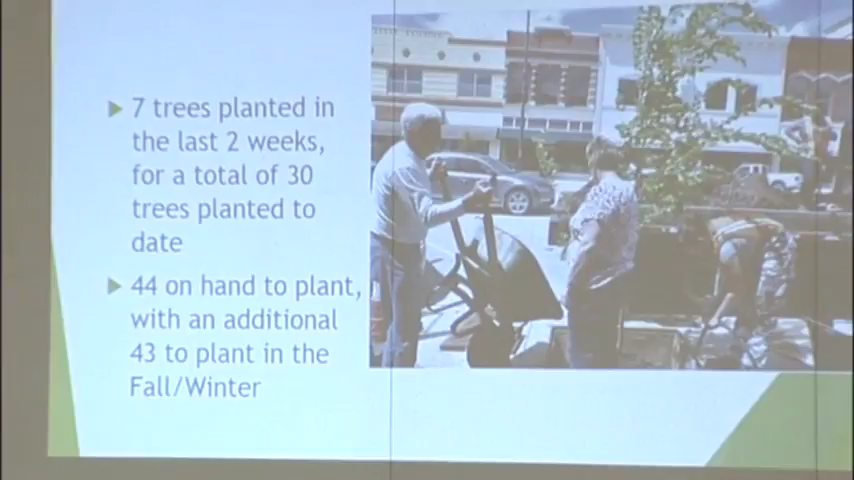 7 trees planted in
the last 2 weeks,
for a total of 30
trees planted to
date
44 on hand to plant,
with an additional
43 to plant in the
Fall/Winter